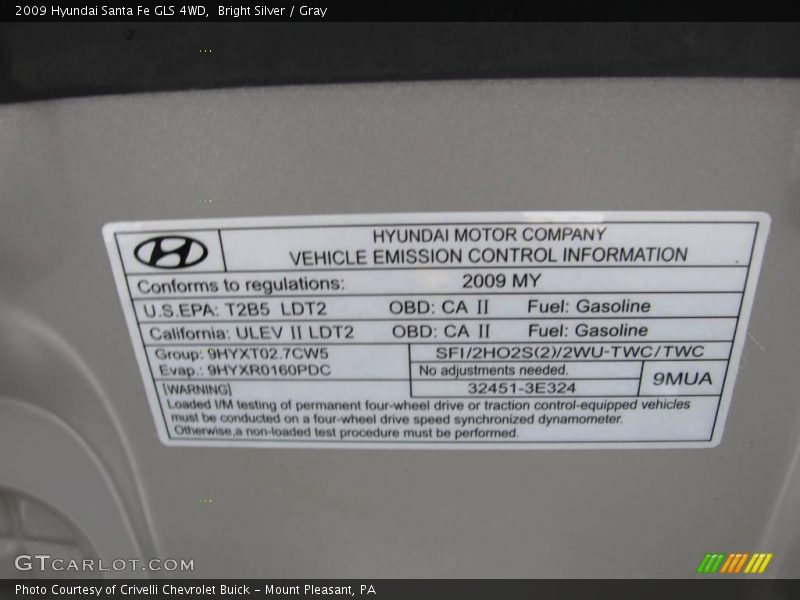 2009 Hyundai Santa Fe GLS 4WD,  Bright Silver / Gray
HYUNDAI MOTOR COMPANY
VEHICLE EMISSION CONTROL INFORMATION
Conforms to regulations: 2009 MY
U.S.EPA: T2B5 LDT2 OBD: CA II Fuel: Gasoline
California: ULEV II LDT2 OBD: CA II Fuel: Gasoline
Group: 9HYXT02.7CW5 SFI/2HO2S(2)/2WU-TWC/TWC
Evap.: 9HYXR0160PDC No adjustments needed. 9MUA
[WARNING] 32451-3E324
Loaded I/M testing of permanent four-wheel drive or traction control-equipped vehicles
must be conducted on a four-wheel drive speed synchronized dynamometer.
Otherwise,a non-loaded test procedure must be performed.
GTCARLOT.COM
Photo Courtesy of Crivelli Chevrolet Buick - Mount Pleasant, PA